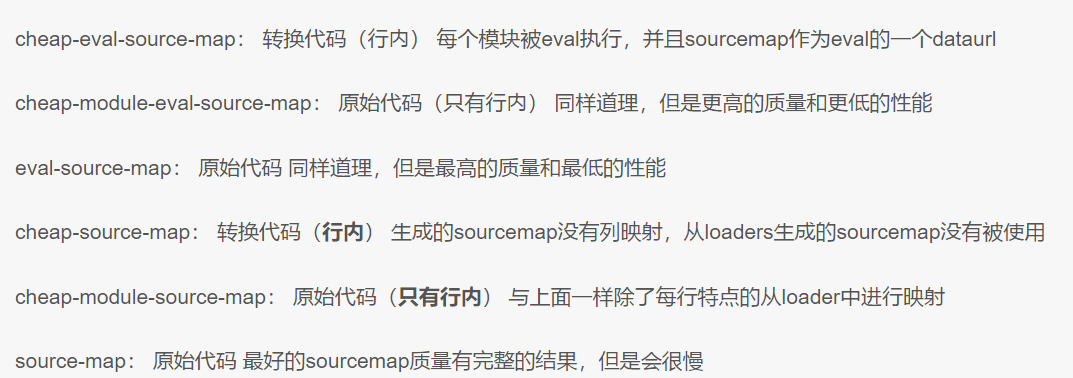 cheap-eval-source-map： 转换代码（行内） 每个模块被eval执行，并且sourcemap作为eval的一个dataurl
cheap-module-eval-source-map： 原始代码（只有行内） 同样道理，但是更高的质量和更低的性能
eval-source-map： 原始代码 同样道理，但是最高的质量和最低的性能
cheap-source-map： 转换代码（行内） 生成的sourcemap没有列映射，从loaders生成的sourcemap没有被使用
cheap-module-source-map： 原始代码（只有行内） 与上面一样除了每行特点的从loader中进行映射
source-map： 原始代码 最好的sourcemap质量有完整的结果，但是会很慢